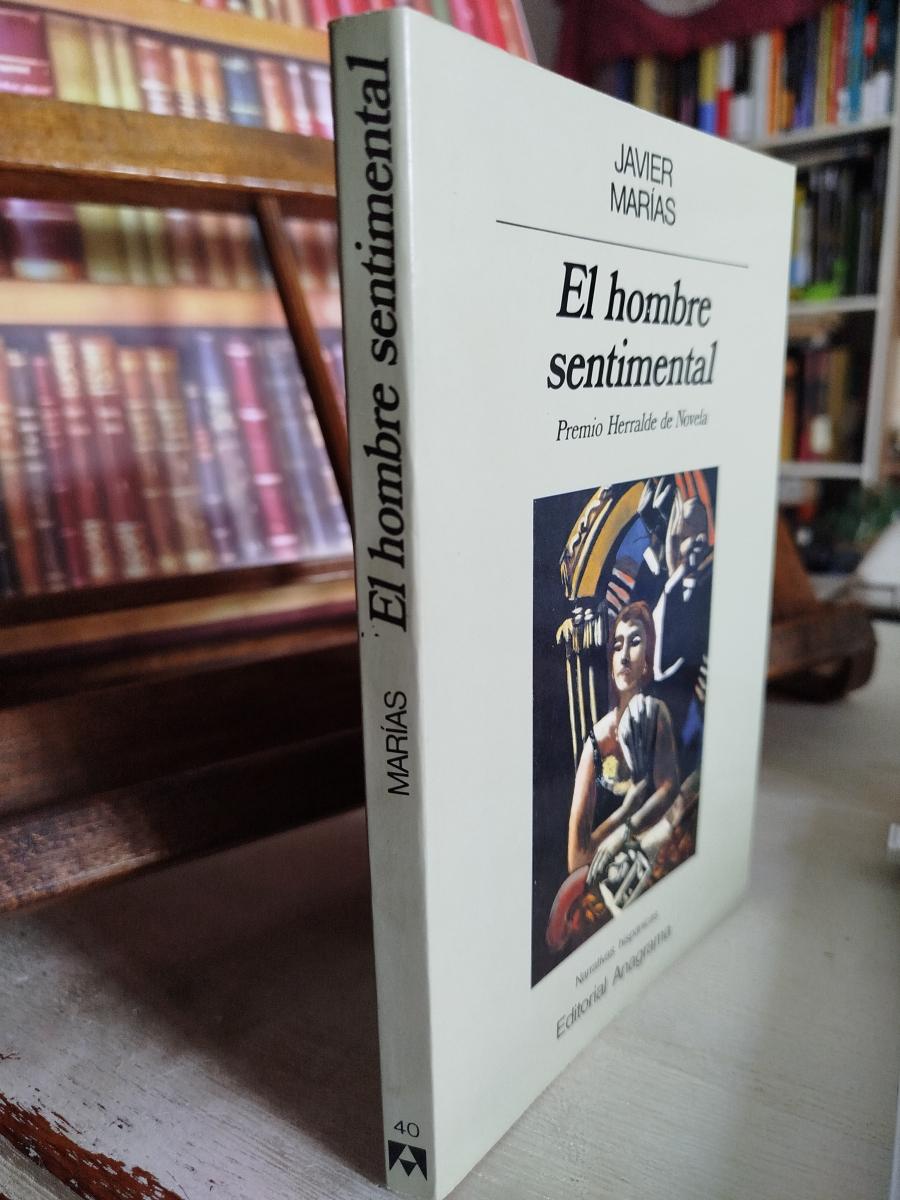 JAVIER
MARÍAS
El hombre
sentimental
Premio Herralde de Novela
Narrativas hispánicas
Editorial Anagrama
El hombre sentimental
MARÍAS
40